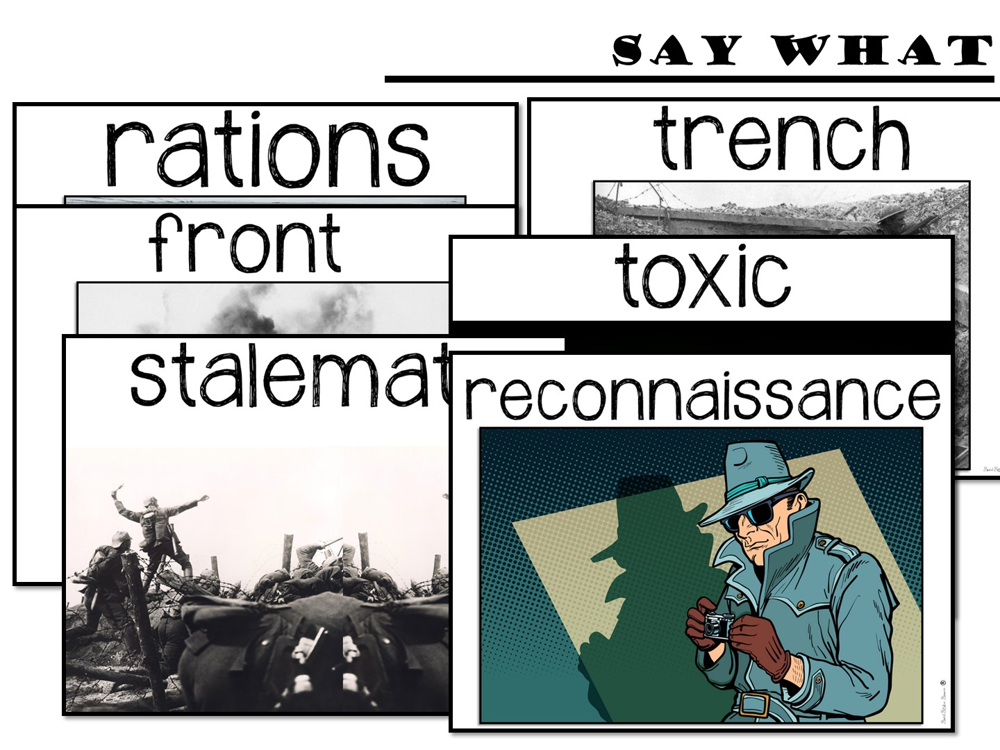 SAY WHAT
rations
trench
front
toxic
stalemat
reconnaissance